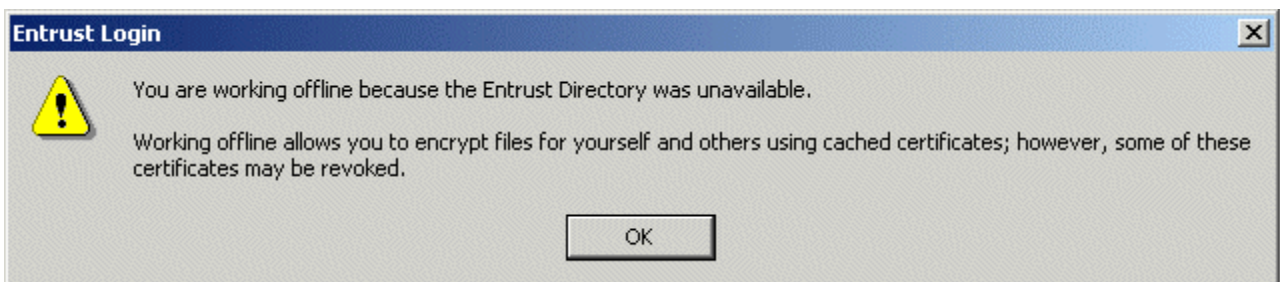 Entrust Login
You are working offline because the Entrust Directory was unavailable.
Working offline allows you to encrypt files for yourself and others using cached certificates; however, some of these
certificates may be revoked.
OK